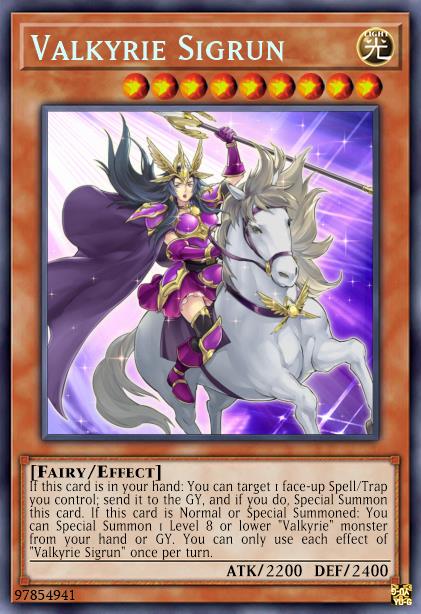 VALKYRIE SIGRUN
LIGHT
光
[FAIRY/EFFECT]
If this card is in your hand: You can target 1 face-up Spell/Trap
you control; send it to the GY, and if you do, Special Summon
this card. If this card is Normal or Special Summoned: You
can Special Summon 1 Level 8 or lower "Valkyrie" monster
from your hand or GY. You can only use each effect of
"Valkyrie Sigrun" once per turn.
ATK/2200 DEF/2400
97854941